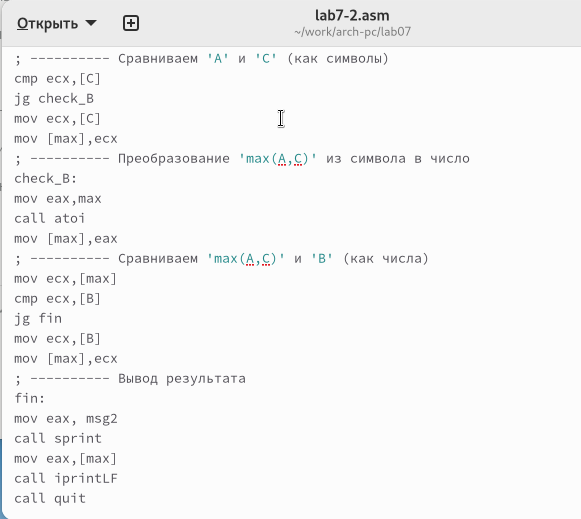 Открыть
lab7-2.asm
~/work/arch-pc/lab07
; ---------- Сравниваем 'A' и 'C' (как символы)
cmp ecx,[C]
jg check_B
mov ecx,[C]
mov [max],ecx
; ---------- Преобразование 'max(A,C)' из символа в число
check_B:
mov eax,max
call atoi
mov [max],eax
; ---------- Сравниваем 'max(A,C)' и 'B' (как числа)
mov ecx,[max]
cmp ecx,[B]
jg fin
mov ecx,[B]
mov [max],ecx
; ---------- Вывод результата
fin:
mov eax, msg2
call sprint
mov eax,[max]
call iprintLF
call quit